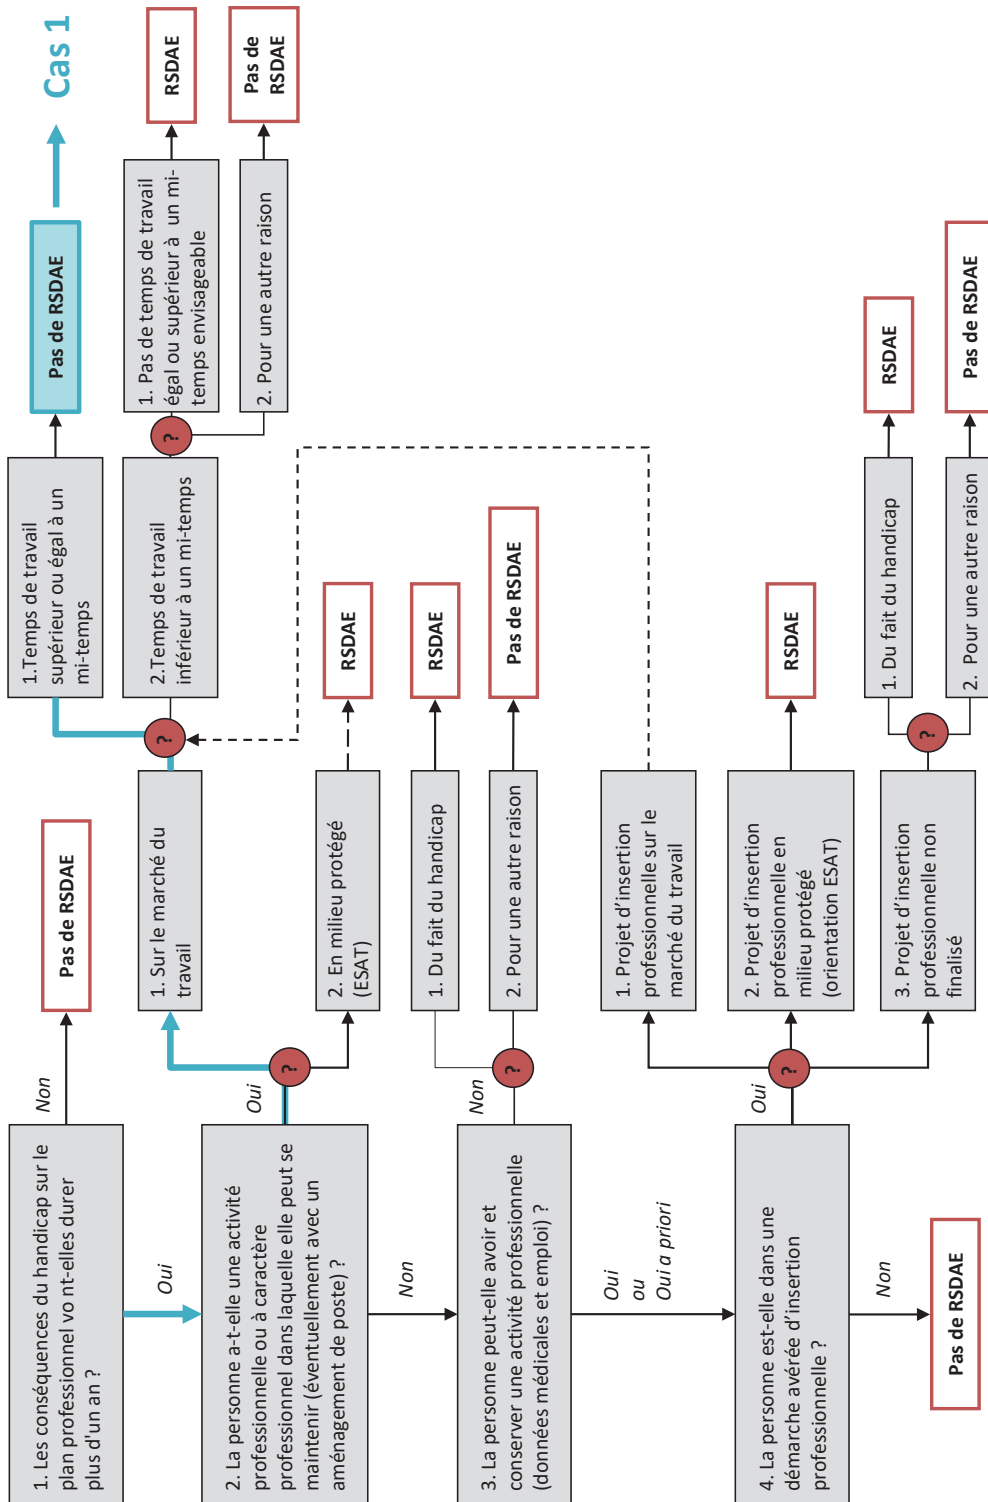 1. Les conséquences du handicap sur le
plan professionnel vo nt-elles durer
plus d'un an ?
Non
Pas de RSDAE
Oui
2. La personne a-t-elle une activité
professionnelle ou à caractère
professionnel dans laquelle elle peut se
maintenir (éventuellement avec un
aménagement de poste) ?
Oui
?
1. Sur le marché du
travail
?
1.Temps de travail
supérieur ou égal à un
mi-temps
Pas de RSDAE
Cas 1
2.Temps de travail
inférieur à un mi-temps
?
1. Pas de temps de travail
égal ou supérieur à un mi-
temps envisageable
RSDAE
2. Pour une autre raison
Pas de
RSDAE
2. En milieu protégé
(ESAT)
RSDAE
Non
3. La personne peut-elle avoir et
conserver une activité professionnelle
(données médicales et emploi) ?
Non
?
1. Du fait du handicap
RSDAE
2. Pour une autre raison
Pas de RSDAE
Oui
ou
Oui a priori
4. La personne est-elle dans une
démarche avérée d’insertion
professionnelle ?
Oui
?
1. Projet d’insertion
professionnelle sur le
marché du travail
2. Projet d’insertion
professionnelle en
milieu protégé
(orientation ESAT)
RSDAE
3. Projet d’insertion
professionnelle non
finalisé
?
1. Du fait du handicap
RSDAE
2. Pour une autre raison
Pas de RSDAE
Non
Pas de RSDAE